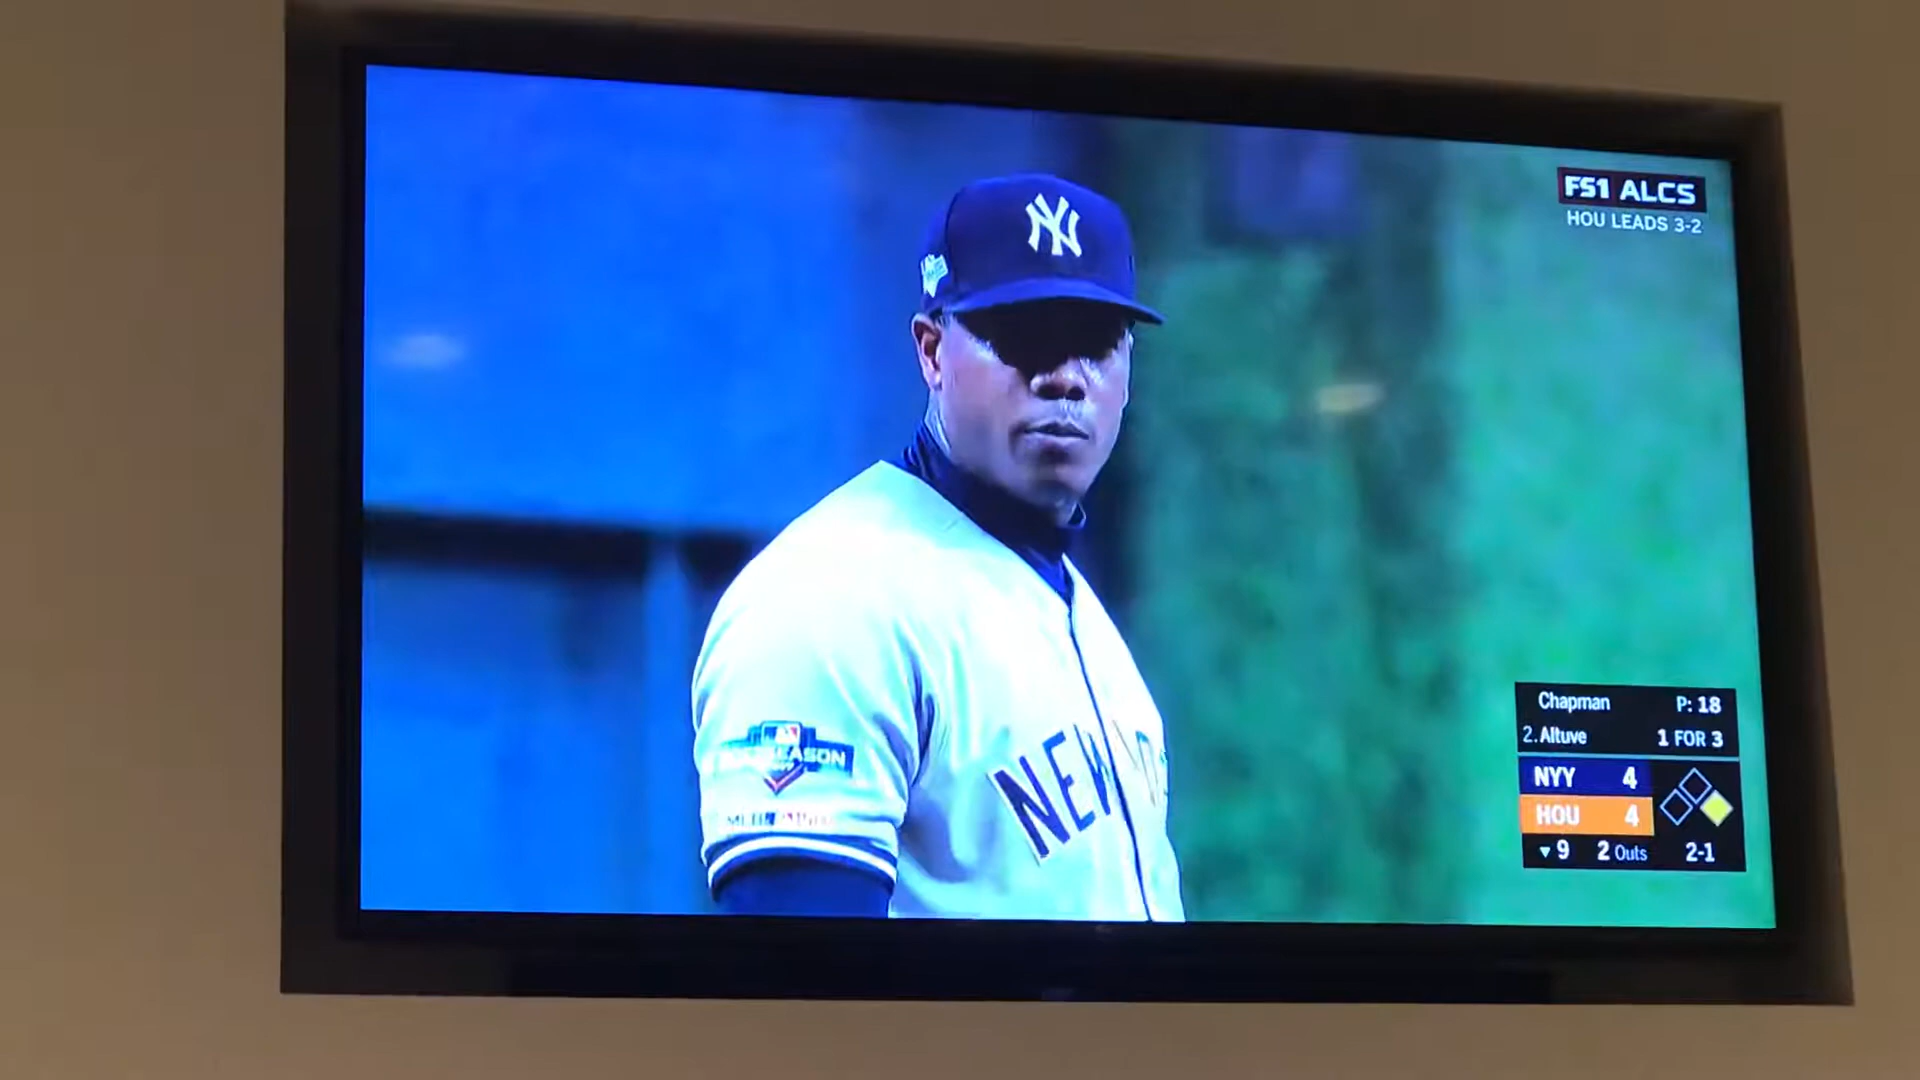 NY
FS1 ALCS
HOU LEADS 3-2
NEW YO
Chapman P: 18
2. Altuve 1 FOR 3
NYY 4
HOU 4
▼ 9 2 Outs 2-1